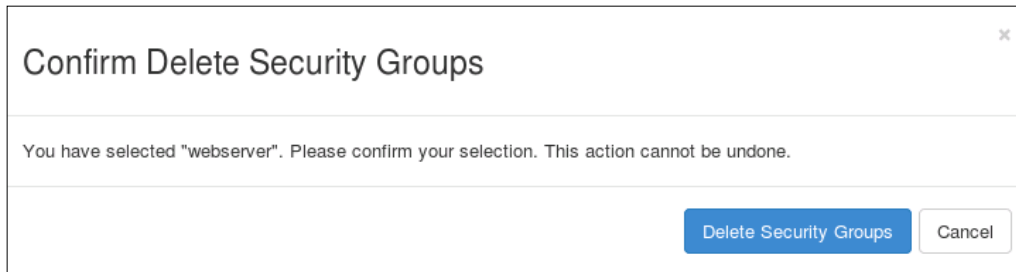 Confirm Delete Security Groups
You have selected "webserver". Please confirm your selection. This action cannot be undone.
Delete Security Groups
Cancel